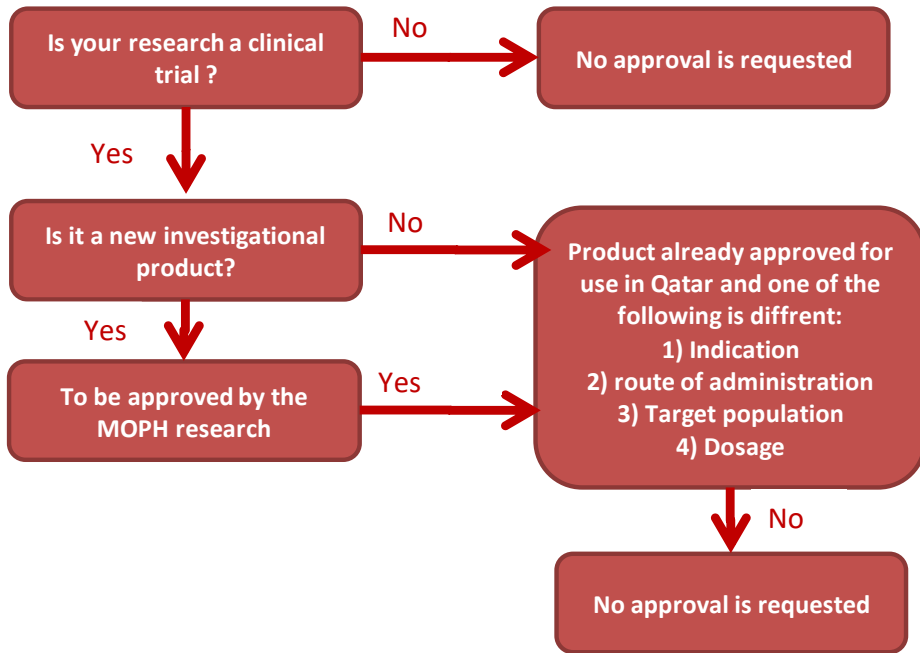 Is your research a clinical
trial ?
No
No approval is requested
Yes
Is it a new investigational
product?
No
Product already approved for
use in Qatar and one of the
following is diffrent:
1) Indication
2) route of administration
3) Target population
4) Dosage
Yes
To be approved by the
MOPH research
Yes
No
No approval is requested